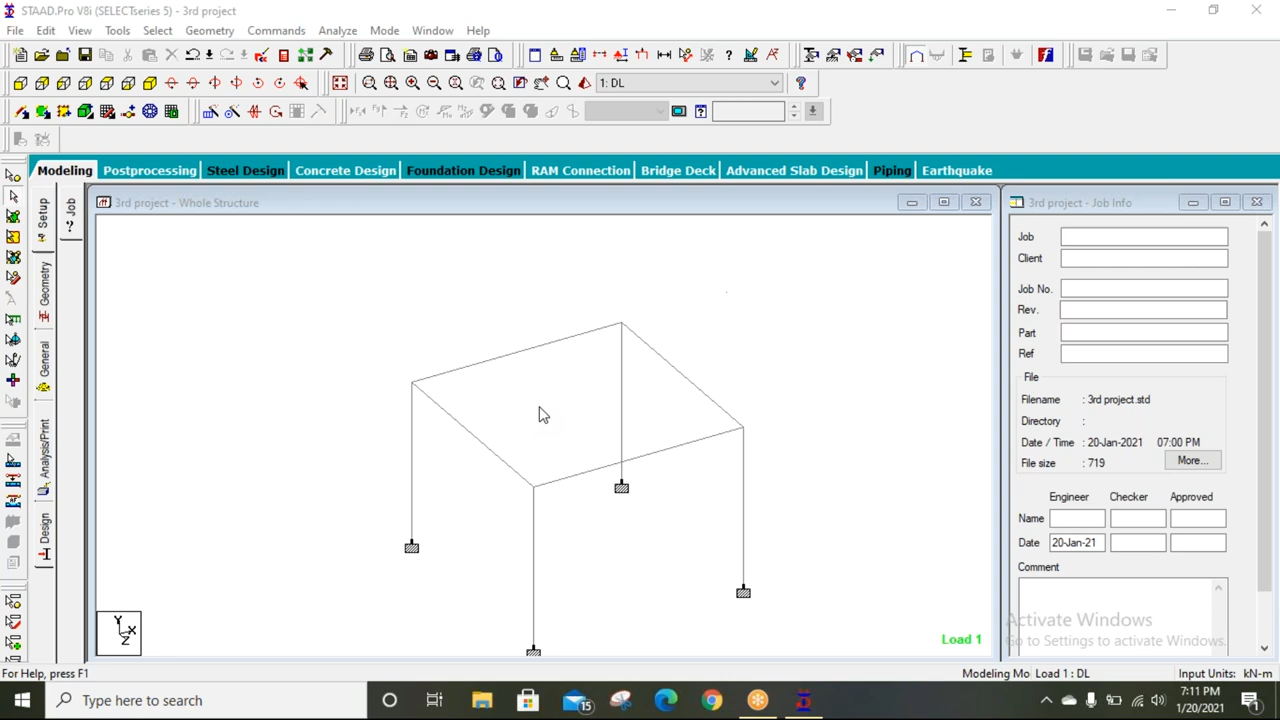 STAAD.Pro V8i (SELECTseries 5) - 3rd project
File Edit View Tools Select Geometry Commands Analyze Mode Window Help
1: DL
Modeling Postprocessing Steel Design Concrete Design Foundation Design RAM Connection Bridge Deck Advanced Slab Design Piping Earthquake
Setup
Geometry
General
Analysis/Print
Design
Job
3rd project - Whole Structure
Load 1
Y
X
Z
3rd project - Job Info
Job
Client
Job No.
Rev.
Part
Ref
File
Filename : 3rd project.std
Directory :
Date / Time : 20-Jan-2021 07:00 PM
File size : 719 More...
Engineer Checker Approved
Name
Date 20-Jan-21
Comment
Activate Windows
Go to Settings to activate Windows.
For Help, press F1 Modeling Mo Load 1 : DL Input Units: kN-m
Type here to search
15
7:11 PM
1/20/2021
1